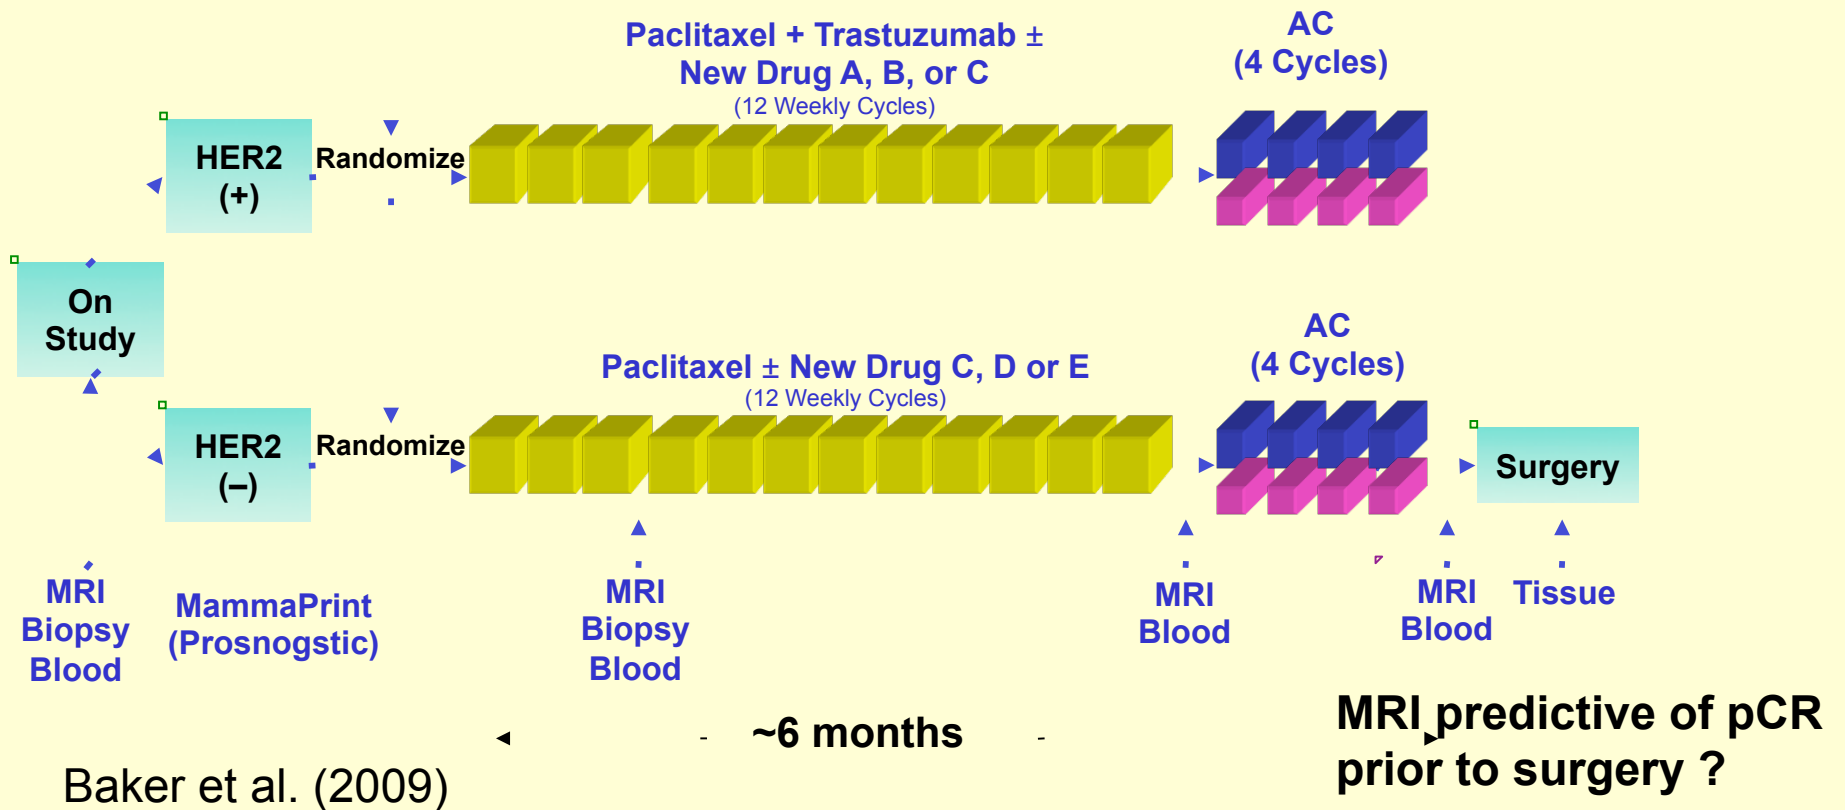 Paclitaxel + Trastuzumab ±
New Drug A, B, or C
(12 Weekly Cycles)
AC
(4 Cycles)
HER2
(+)
Randomize
On
Study
Paclitaxel ± New Drug C, D or E
(12 Weekly Cycles)
AC
(4 Cycles)
HER2
(–)
Randomize
Surgery
MRI
Biopsy
Blood
MammaPrint
(Prosnogstic)
MRI
Biopsy
Blood
MRI
Blood
MRI
Blood
Tissue
~6 months
MRI predictive of pCR
prior to surgery ?
Baker et al. (2009)